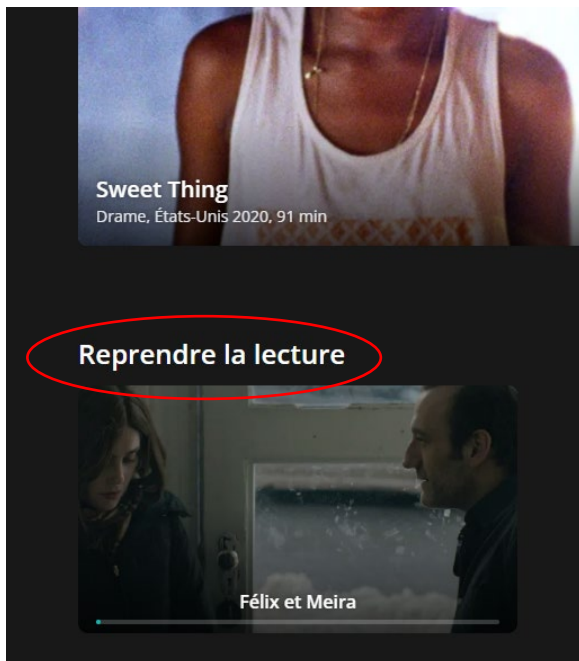 Sweet Thing
Drame, États-Unis 2020, 91 min
Reprendre la lecture
Félix et Meira